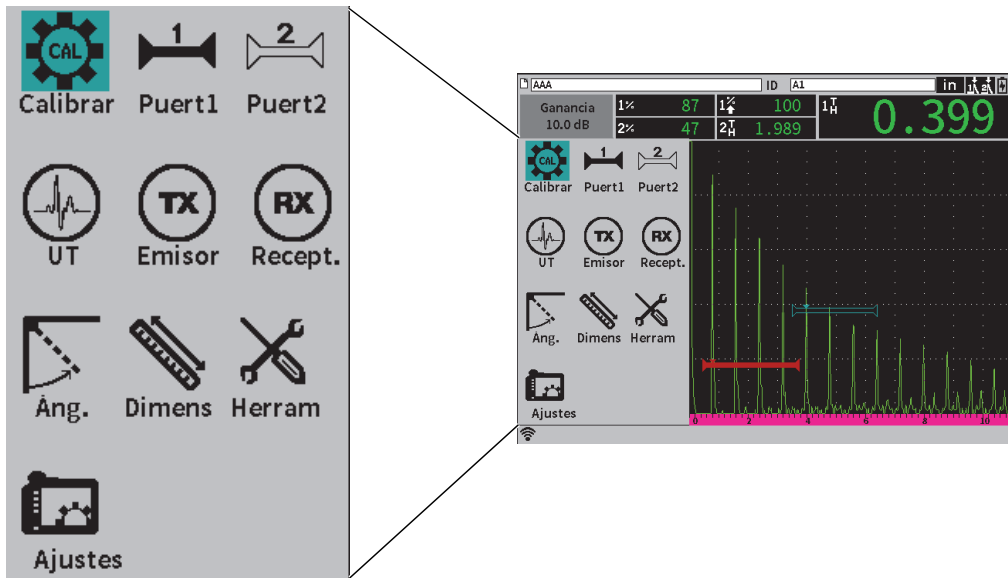 CAL
1
2
Calibrar Puert1 Puert2
TX
RX
UT Emisor Recept.
Áng. Dimens Herram
Ajustes
AAA ID A1 in
Ganancia
10.0 dB
1% 87 1% 100
2% 47 2T/H 1.989
1T/H 0.399
CAL
1
2
Calibrar Puert1 Puert2
TX
RX
UT Emisor Recept.
Áng. Dimens Herram
Ajustes
0 2 4 6 8 10